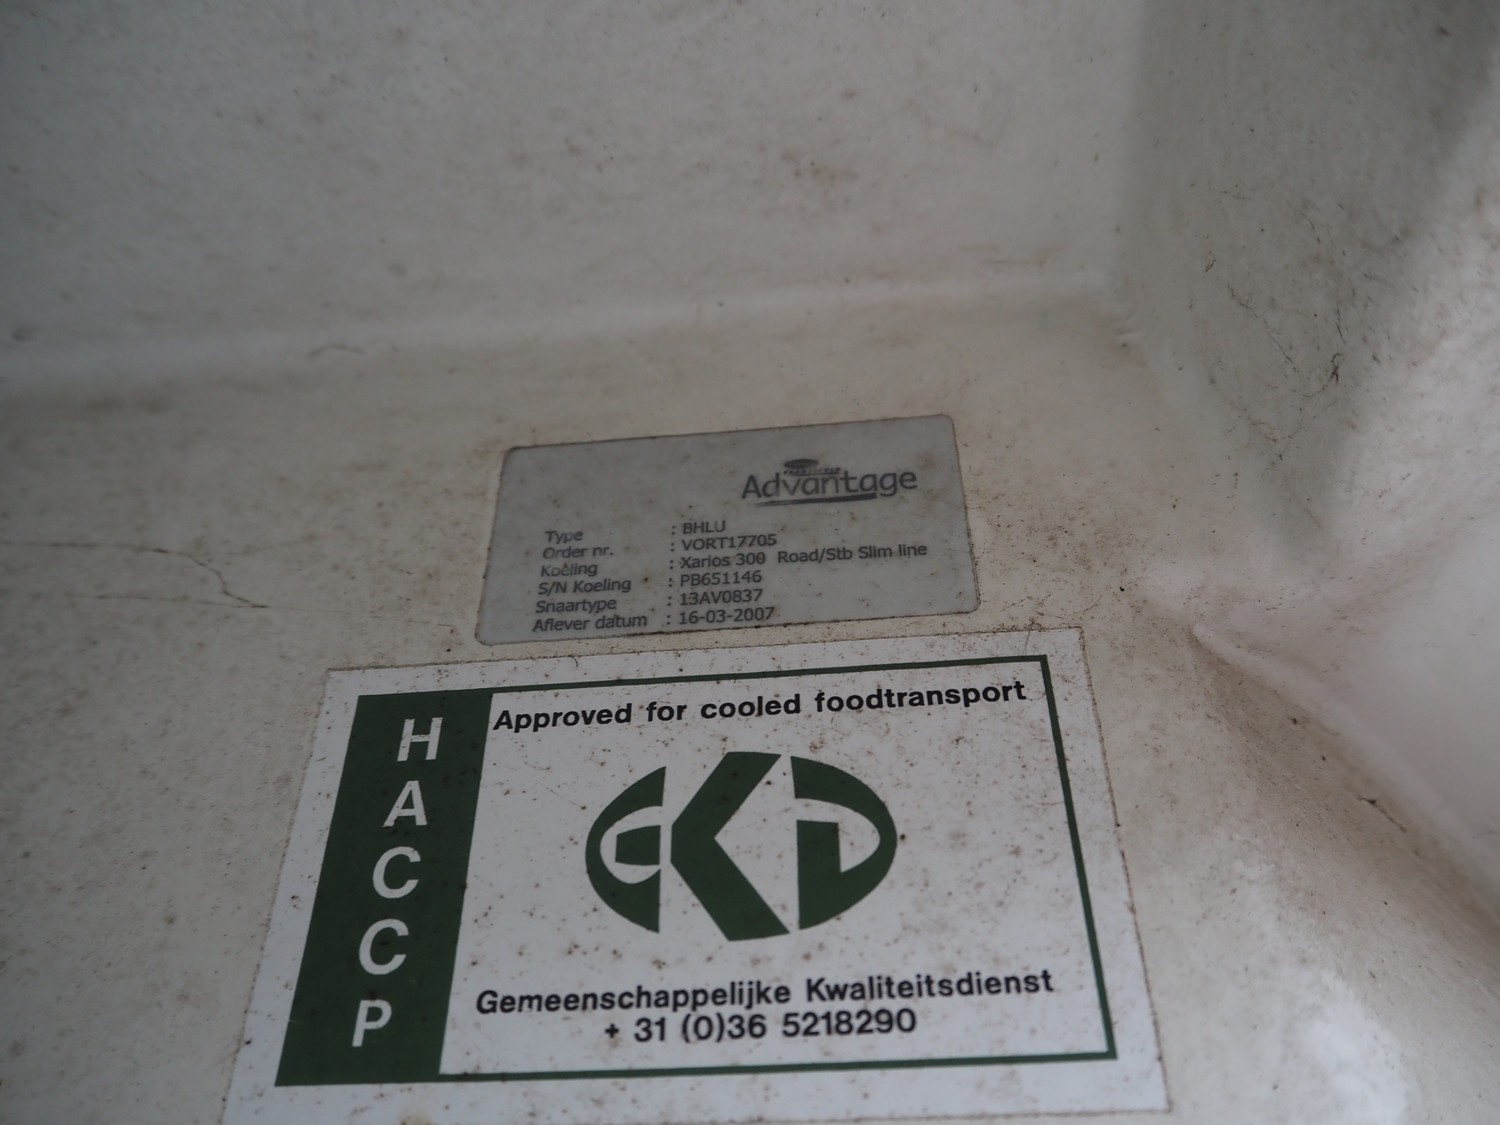 Advantage
Type : BHLU
Order nr. : VORT17705
Koeling : Xarios 300 Road/Stb Slim line
S/N Koeling : PB651146
Snaartype : 13AV0837
Aflever datum : 16-03-2007
HACCP
Approved for cooled foodtransport
GKD
Gemeenschappelijke Kwaliteitsdienst
+ 31 (0)36 5218290